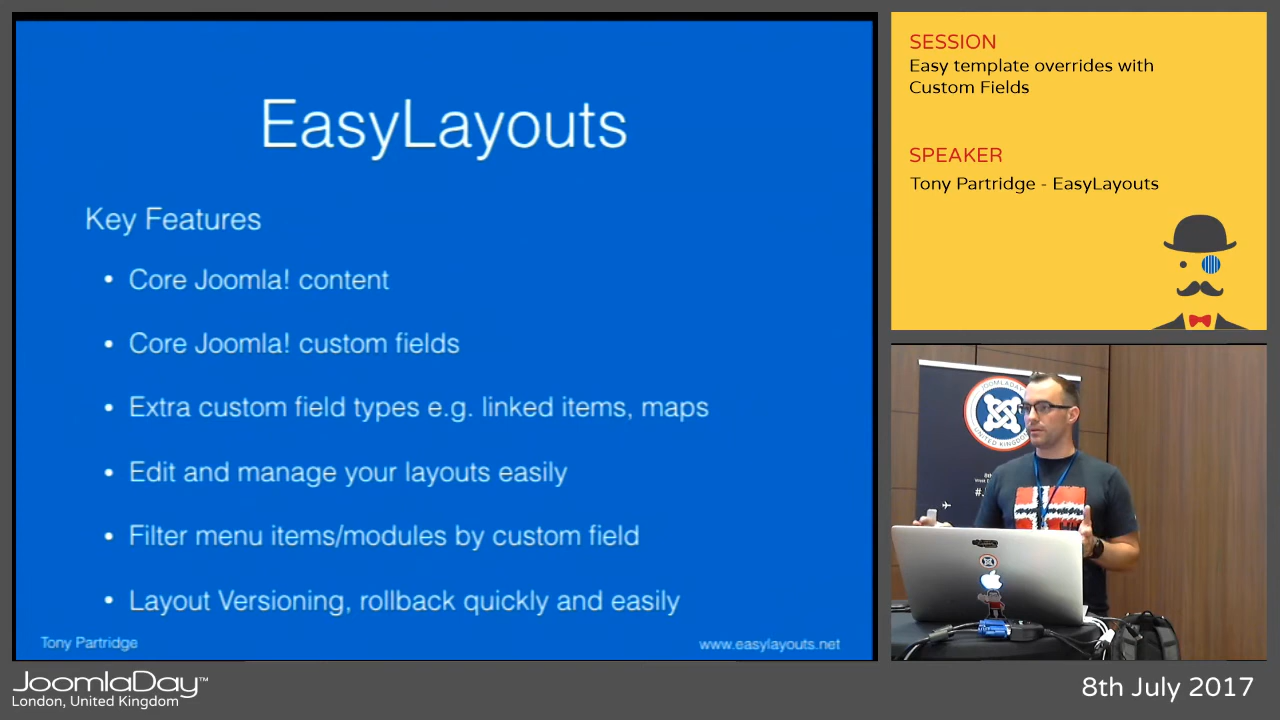 EasyLayouts
Key Features
• Core Joomla! content
• Core Joomla! custom fields
• Extra custom field types e.g. linked items, maps
• Edit and manage your layouts easily
• Filter menu items/modules by custom field
• Layout Versioning, rollback quickly and easily
Tony Partridge
www.easylayouts.net
SESSION
Easy template overrides with
Custom Fields
SPEAKER
Tony Partridge - EasyLayouts
JOOMLADAY
UNITED KINGDOM
JoomlaDay™
London, United Kingdom
8th July 2017